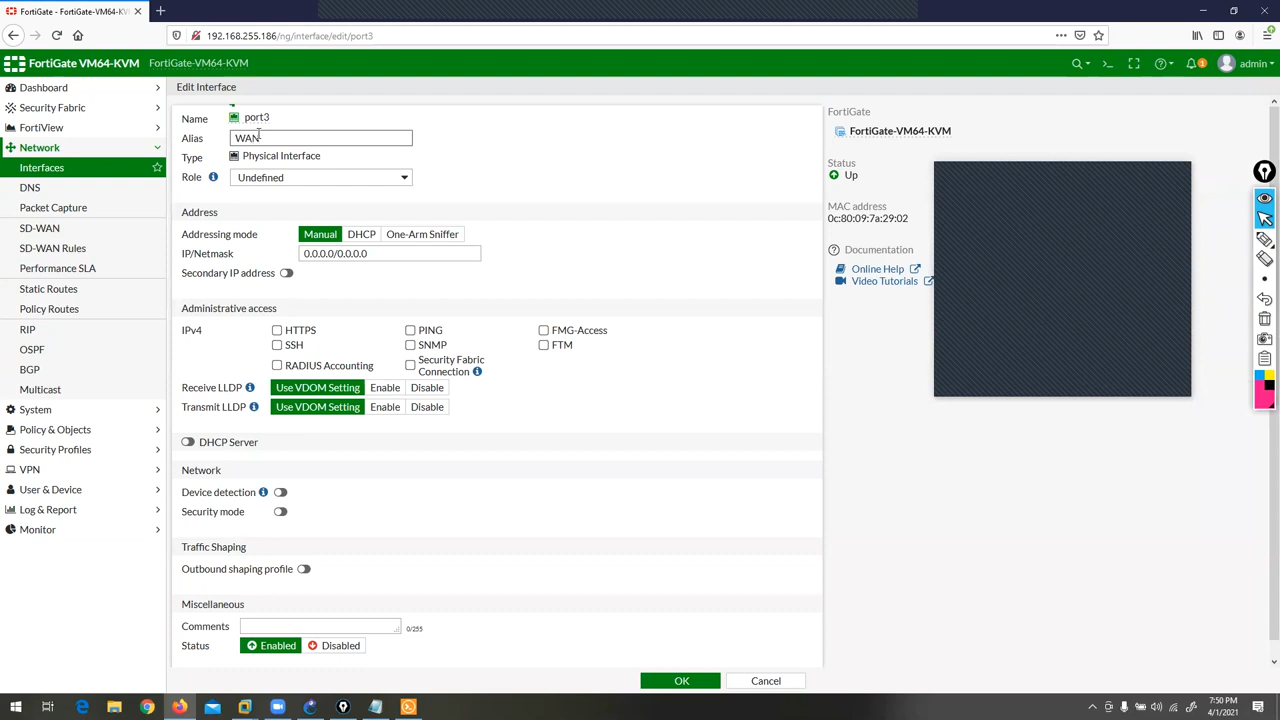 FortiGate - FortiGate-VM64-KVM
192.168.255.186/ng/interface/edit/port3
FortiGate VM64-KVM
FortiGate-VM64-KVM
1
admin
Dashboard
Security Fabric
FortiView
Network
Interfaces
DNS
Packet Capture
SD-WAN
SD-WAN Rules
Performance SLA
Static Routes
Policy Routes
RIP
OSPF
BGP
Multicast
System
Policy & Objects
Security Profiles
VPN
User & Device
Log & Report
Monitor
Edit Interface
Name port3
Alias WAN
Type Physical Interface
Role Undefined
Address
Addressing mode Manual DHCP One-Arm Sniffer
IP/Netmask 0.0.0.0/0.0.0.0
Secondary IP address
Administrative access
IPv4 HTTPS PING FMG-Access
SSH SNMP FTM
RADIUS Accounting Security Fabric Connection
Receive LLDP Use VDOM Setting Enable Disable
Transmit LLDP Use VDOM Setting Enable Disable
DHCP Server
Network
Device detection
Security mode
Traffic Shaping
Outbound shaping profile
Miscellaneous
Comments 0/255
Status Enabled Disabled
OK Cancel
FortiGate
FortiGate-VM64-KVM
Status
Up
MAC address
0c:80:09:7a:29:02
Documentation
Online Help
Video Tutorials
7:50 PM
4/1/2021